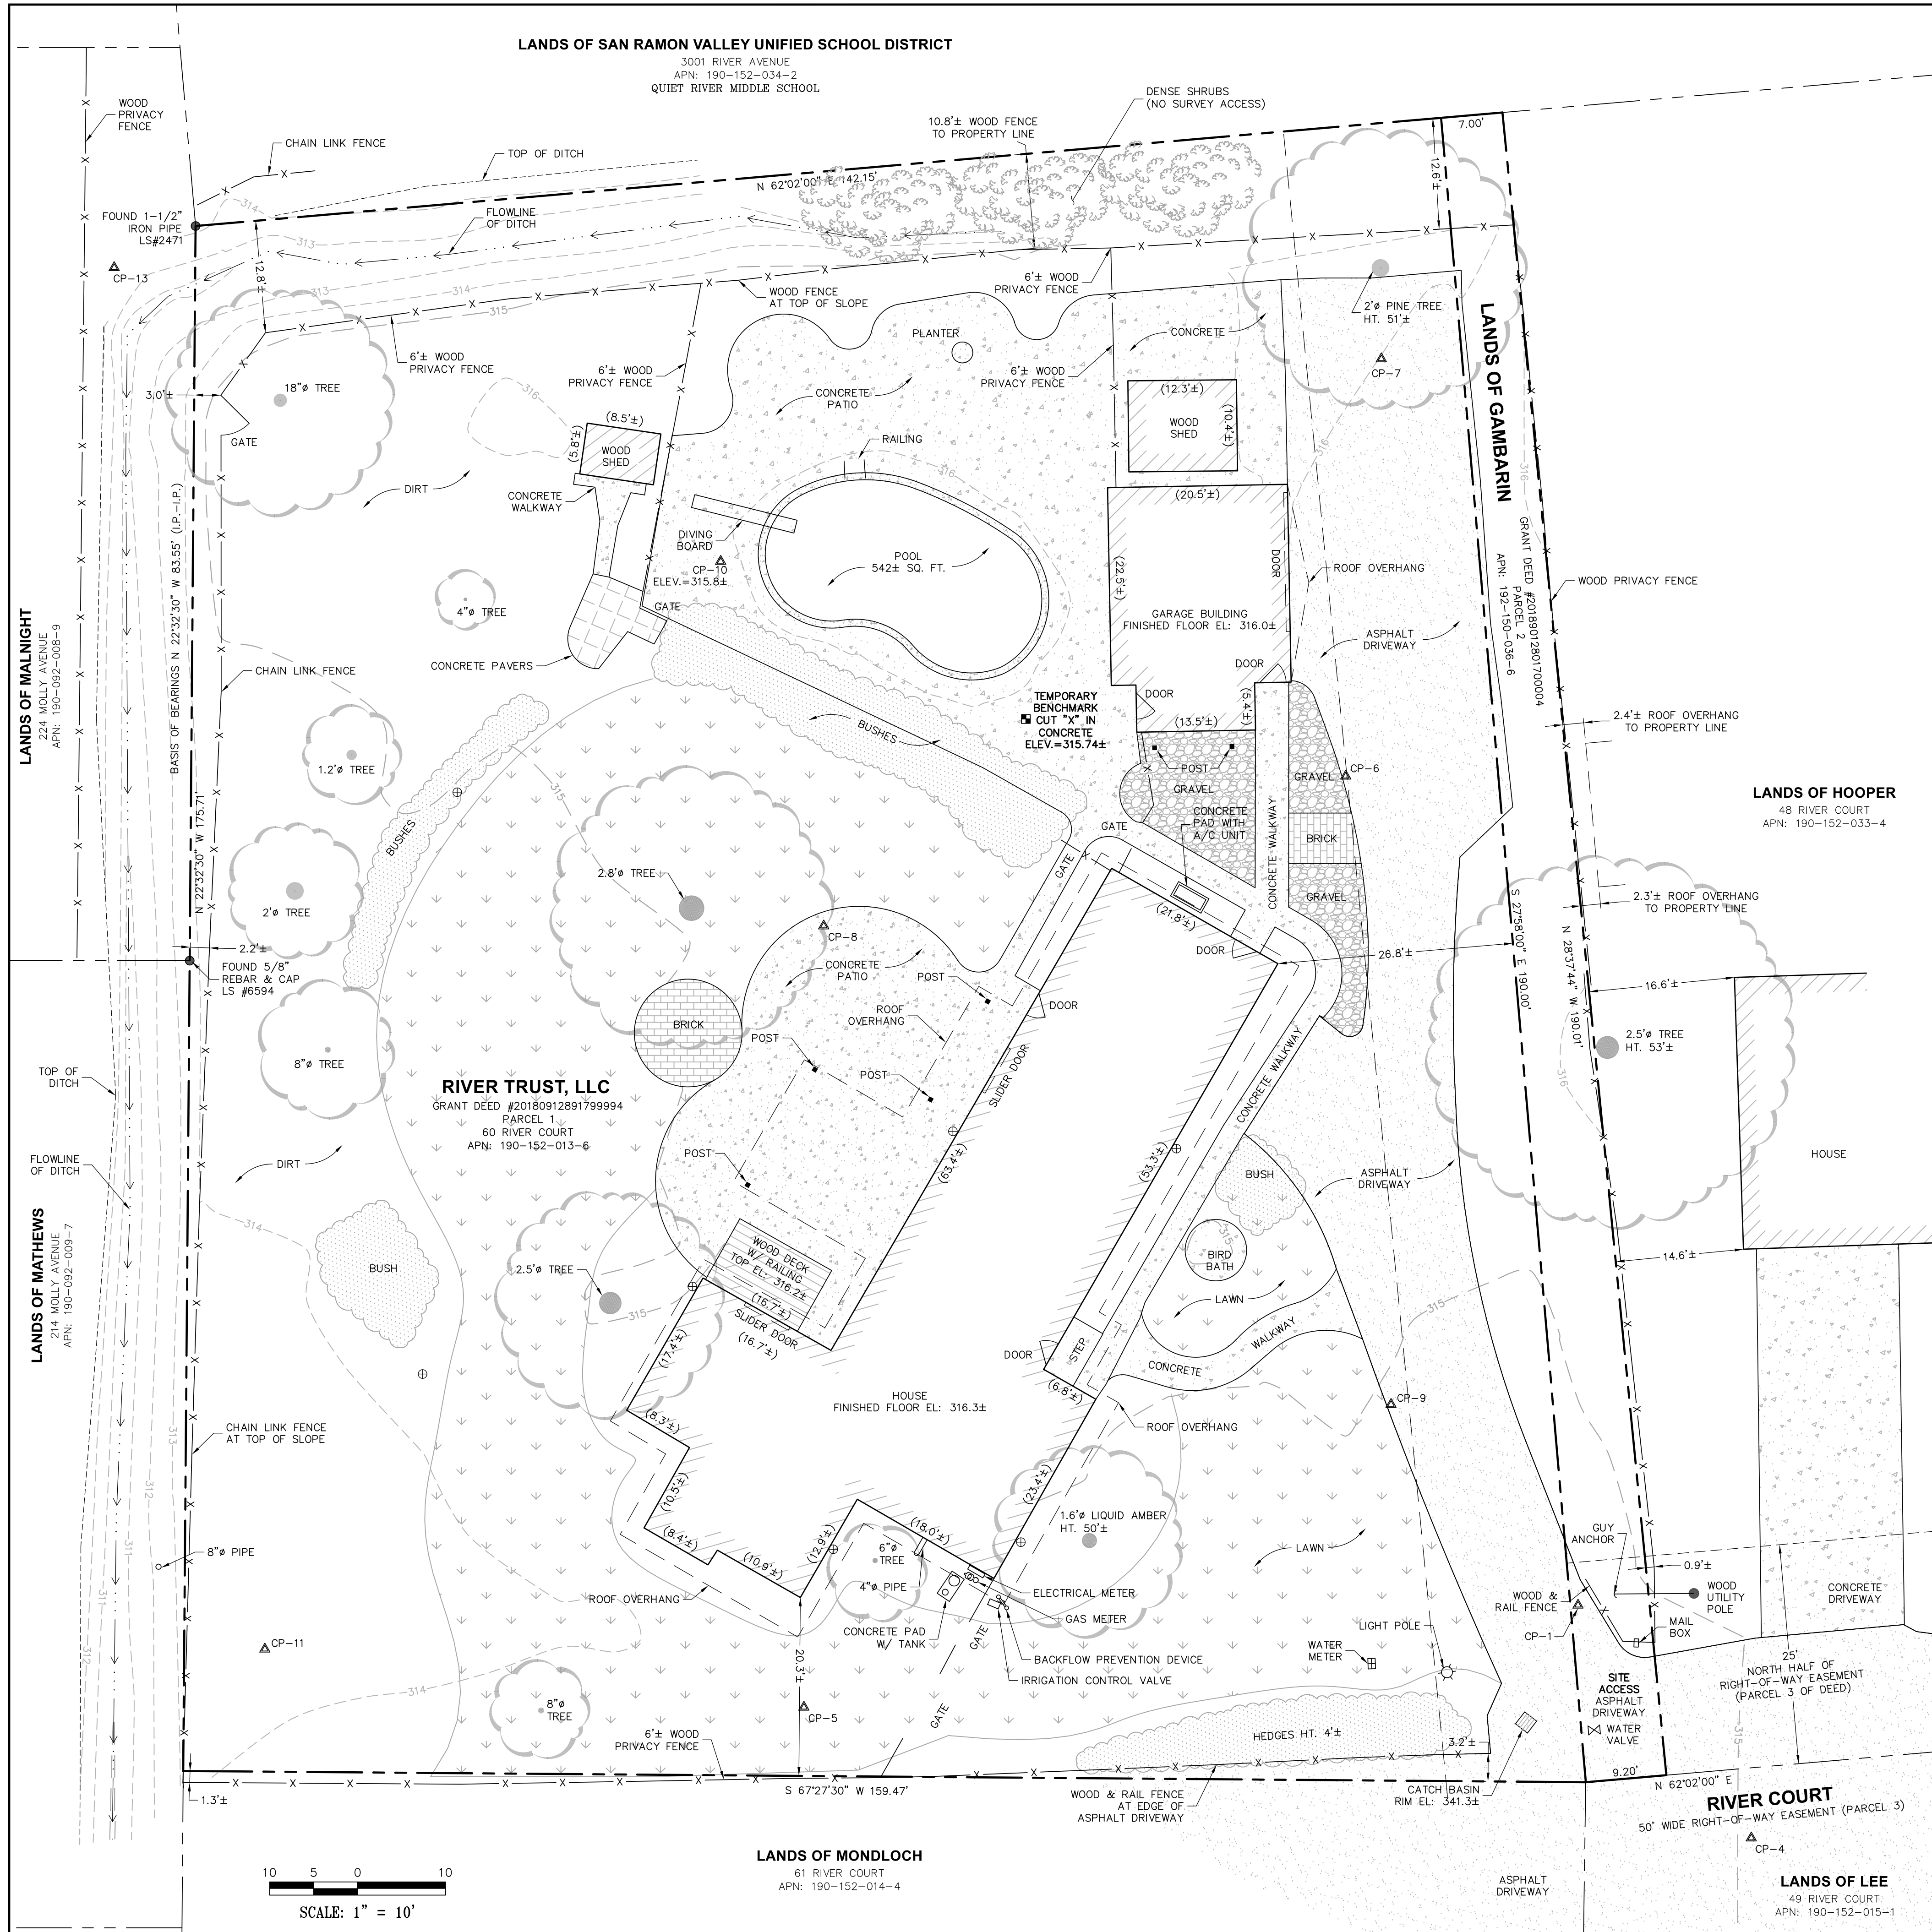 LANDS OF SAN RAMON VALLEY UNIFIED SCHOOL DISTRICT
3001 RIVER AVENUE
APN: 190-152-034-2
QUIET RIVER MIDDLE SCHOOL
WOOD
PRIVACY
FENCE
CHAIN LINK FENCE
TOP OF DITCH
10.8'± WOOD FENCE
TO PROPERTY LINE
DENSE SHRUBS
(NO SURVEY ACCESS)
7.00'
12.6'±
N 62°02'00" E 142.15'
FOUND 1-1/2"
IRON PIPE
LS#2471
314
313
FLOWLINE
OF DITCH
CP-13
12.8'±
313
314
315
WOOD FENCE
AT TOP OF SLOPE
6'± WOOD
PRIVACY FENCE
2'ø PINE TREE
HT. 51'±
CP-7
PLANTER
CONCRETE
6'± WOOD
PRIVACY FENCE
6'± WOOD
PRIVACY FENCE
6'± WOOD
PRIVACY FENCE
18"ø TREE
3.0'±
GATE
316
CONCRETE
PATIO
(12.3'±)
(10.4'±)
WOOD
SHED
(8.5'±)
(5.8'±)
WOOD
SHED
RAILING
316
316
316
LANDS OF GAMBARIN
GRANT DEED #20189012801700004
PARCEL 2
APN: 192-150-036-6
DIRT
CONCRETE
WALKWAY
DIVING
BOARD
CP-10
ELEV.=315.8±
POOL
542± SQ. FT.
(20.5'±)
(22.5'±)
DOOR
ROOF OVERHANG
WOOD PRIVACY FENCE
GARAGE BUILDING
FINISHED FLOOR EL: 316.0±
ASPHALT
DRIVEWAY
BASIS OF BEARINGS N 22°32'30" W 83.55' (I.P.-I.P.)
4"ø TREE
GATE
CONCRETE PAVERS
CHAIN LINK FENCE
LANDS OF MALNIGHT
224 MOLLY AVENUE
APN: 190-092-008-9
DOOR
DOOR
(5.4'±)
(13.5'±)
TEMPORARY
BENCHMARK
CUT "X" IN
CONCRETE
ELEV.=315.74±
BUSHES
2.4'± ROOF OVERHANG
TO PROPERTY LINE
1.2'ø TREE
315
POST
GRAVEL
GRAVEL
CP-6
CONCRETE
PAD WITH
A/C UNIT
CONCRETE WALKWAY
BRICK
GRAVEL
LANDS OF HOOPER
48 RIVER COURT
APN: 190-152-033-4
N 22°32'30" W 175.71'
BUSHES
GATE
GATE
2.8'ø TREE
2'ø TREE
2.3'± ROOF OVERHANG
TO PROPERTY LINE
(21.8'±)
DOOR
CP-8
S 27°58'00" E 190.00'
N 28°37'44" W 190.01'
26.8'±
2.2'±
FOUND 5/8"
REBAR & CAP
LS #6594
CONCRETE
PATIO
POST
DOOR
ROOF
OVERHANG
16.6'±
BRICK
POST
2.5'ø TREE
HT. 53'±
316
8"ø TREE
TOP OF
DITCH
POST
SLIDER DOOR
CONCRETE WALKWAY
RIVER TRUST, LLC
GRANT DEED #20180912891799994
PARCEL 1
60 RIVER COURT
APN: 190-152-013-6
FLOWLINE
OF DITCH
DIRT
POST
(63.4'±)
(53.3'±)
BUSH
ASPHALT
DRIVEWAY
HOUSE
314
LANDS OF MATHEWS
214 MOLLY AVENUE
APN: 190-092-009-7
WOOD DECK
W/ RAILING
TOP EL: 316.2±
315
BIRD
BATH
14.6'±
BUSH
2.5'ø TREE
315
(16.7'±)
SLIDER DOOR
(16.7'±)
LAWN
315
(17.4'±)
DOOR
STEP
CONCRETE
WALKWAY
(6.8'±)
HOUSE
FINISHED FLOOR EL: 316.3±
CP-9
(8.3'±)
ROOF OVERHANG
CHAIN LINK FENCE
AT TOP OF SLOPE
313
312
(10.5'±)
(23.4'±)
1.6'ø LIQUID AMBER
HT. 50'±
(8.4'±)
(10.9'±)
(12.9'±)
(18.0'±)
6"ø
TREE
4"ø PIPE
GUY
ANCHOR
LAWN
8"ø PIPE
311
311
0.9'±
ROOF OVERHANG
ELECTRICAL METER
GAS METER
WOOD &
RAIL FENCE
WOOD
UTILITY
POLE
CONCRETE
DRIVEWAY
CONCRETE PAD
W/ TANK
GATE
LIGHT POLE
CP-1
MAIL
BOX
CP-11
312
20.3'±
BACKFLOW PREVENTION DEVICE
IRRIGATION CONTROL VALVE
WATER
METER
25'
NORTH HALF OF
RIGHT-OF-WAY EASEMENT
(PARCEL 3 OF DEED)
314
8"ø
TREE
CP-5
GATE
SITE
ACCESS
ASPHALT
DRIVEWAY
WATER
VALVE
6'± WOOD
PRIVACY FENCE
HEDGES HT. 4'±
3.2'±
315
9.20'
N 62°02'00" E
1.3'±
S 67°27'30" W 159.47'
WOOD & RAIL FENCE
AT EDGE OF
ASPHALT DRIVEWAY
CATCH BASIN
RIM EL: 341.3±
RIVER COURT
50' WIDE RIGHT-OF-WAY EASEMENT (PARCEL 3)
CP-4
LANDS OF MONDLOCH
61 RIVER COURT
APN: 190-152-014-4
10 5 0 10
SCALE: 1" = 10'
ASPHALT
DRIVEWAY
LANDS OF LEE
49 RIVER COURT
APN: 190-152-015-1